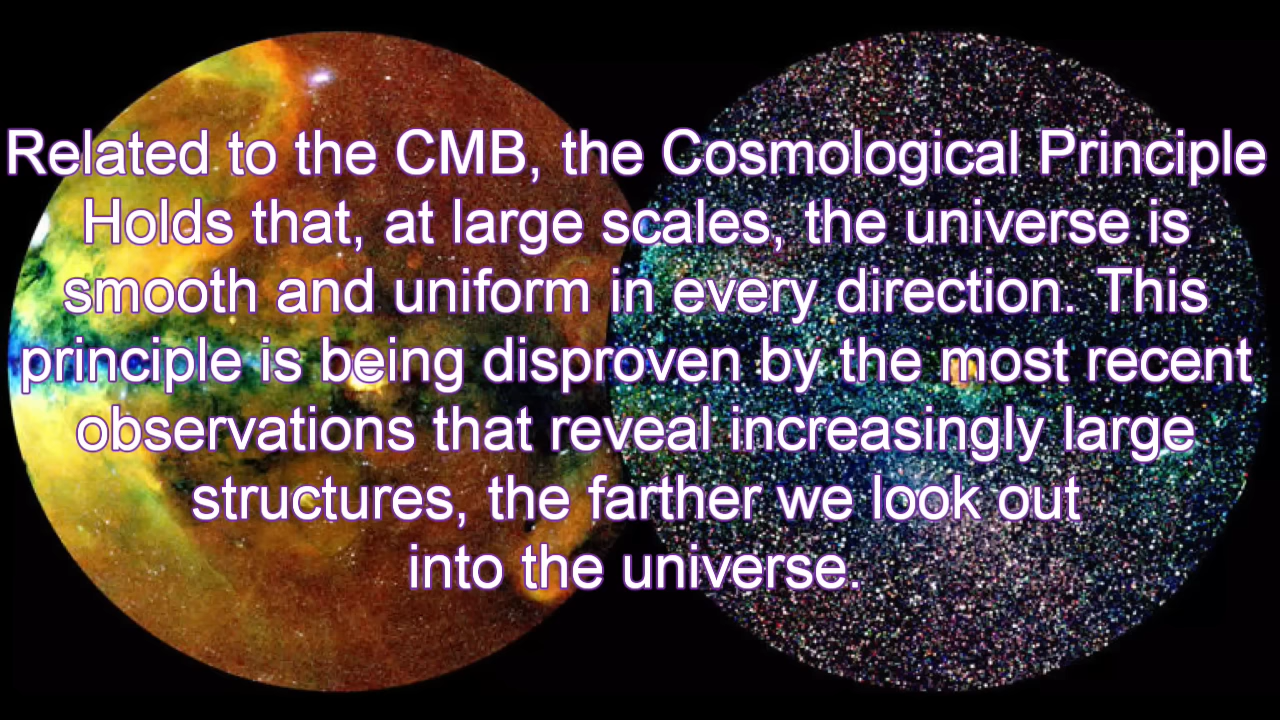 Related to the CMB, the Cosmological Principle
Holds that, at large scales, the universe is
smooth and uniform in every direction. This
principle is being disproven by the most recent
observations that reveal increasingly large
structures, the farther we look out
into the universe.